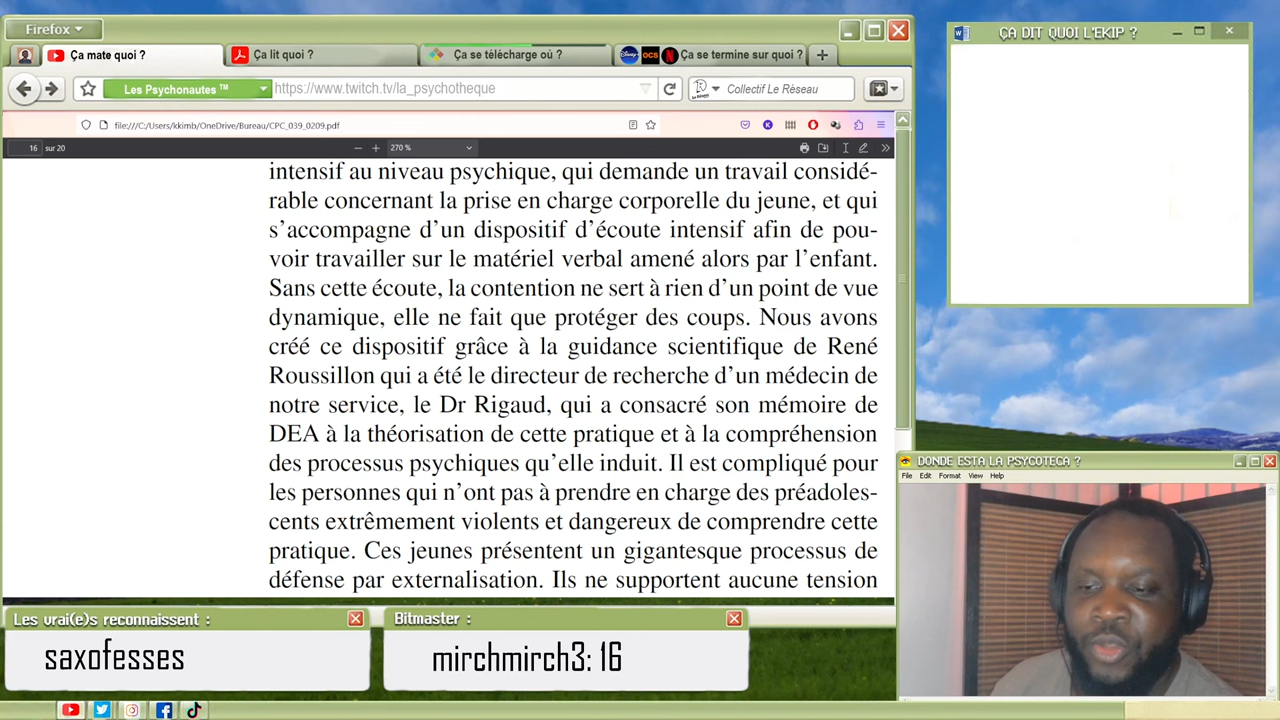 Firefox
ÇA DIT QUOI L'EKIP ?
Ça mate quoi ?
Ça lit quoi ?
Ça se télécharge où ?
Disney+ OCS N Ça se termine sur quoi ?
Les Psychonautes ™
https://www.twitch.tv/la_psychotheque
Collectif Le Réseau
file:///C:/Users/kkimb/OneDrive/Bureau/CPC_039_0209.pdf
16 sur 20
270 %
intensif au niveau psychique, qui demande un travail considé-
rable concernant la prise en charge corporelle du jeune, et qui
s'accompagne d'un dispositif d'écoute intensif afin de pou-
voir travailler sur le matériel verbal amené alors par l'enfant.
Sans cette écoute, la contention ne sert à rien d'un point de vue
dynamique, elle ne fait que protéger des coups. Nous avons
créé ce dispositif grâce à la guidance scientifique de René
Roussillon qui a été le directeur de recherche d'un médecin de
notre service, le Dr Rigaud, qui a consacré son mémoire de
DEA à la théorisation de cette pratique et à la compréhension
des processus psychiques qu'elle induit. Il est compliqué pour
les personnes qui n'ont pas à prendre en charge des préadoles-
cents extrêmement violents et dangereux de comprendre cette
pratique. Ces jeunes présentent un gigantesque processus de
défense par externalisation. Ils ne supportent aucune tension
DONDE ESTA LA PSYCOTECA ?
File Edit Format View Help
Les vrai(e)s reconnaissent :
saxofesses
Bitmaster :
mirchmirch3: 16